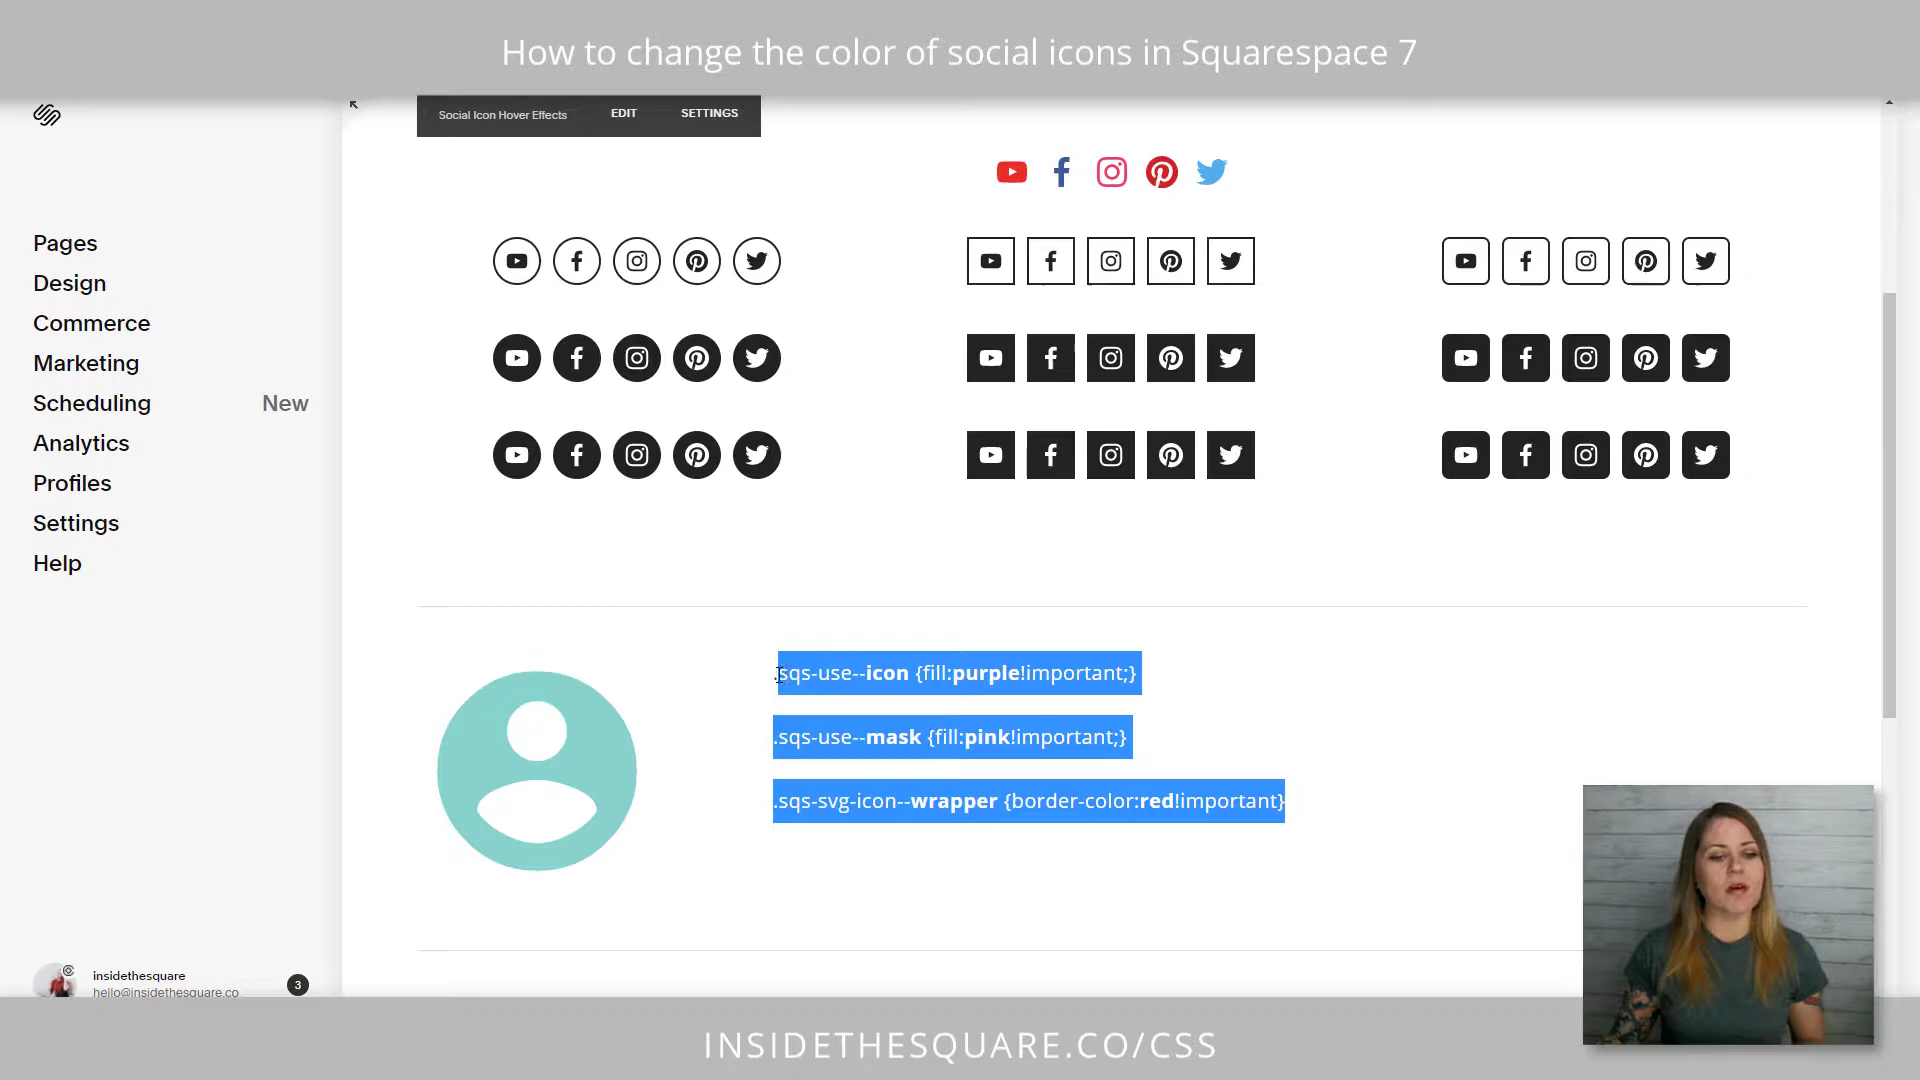 How to change the color of social icons in Squarespace 7
Social Icon Hover Effects EDIT SETTINGS
Pages
Design
Commerce
Marketing
Scheduling New
Analytics
Profiles
Settings
Help
.sqs-use--icon {fill:purple!important;}
.sqs-use--mask {fill:pink!important;}
.sqs-svg-icon--wrapper {border-color:red!important}
insidethesquare
hello@insidethesquare.co
3
INSIDETHESQUARE.CO/CSS